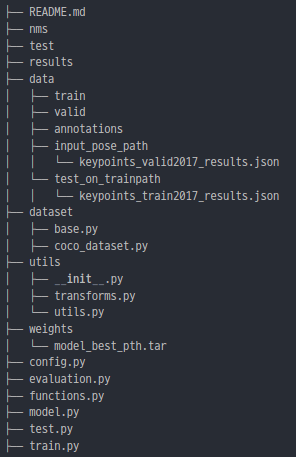 ├── README.md
├── nms
├── test
├── results
├── data
│   ├── train
│   ├── valid
│   ├── annotations
│   ├── input_pose_path
│   │   └── keypoints_valid2017_results.json
│   └── test_on_trainpath
│   │   └── keypoints_train2017_results.json
├── dataset
│   ├── base.py
│   ├── coco_dataset.py
├── utils
│   ├── __init__.py
│   ├── transforms.py
│   └── utils.py
├── weights
│   └── model_best_pth.tar
├── config.py
├── evaluation.py
├── functions.py
├── model.py
├── test.py
├── train.py